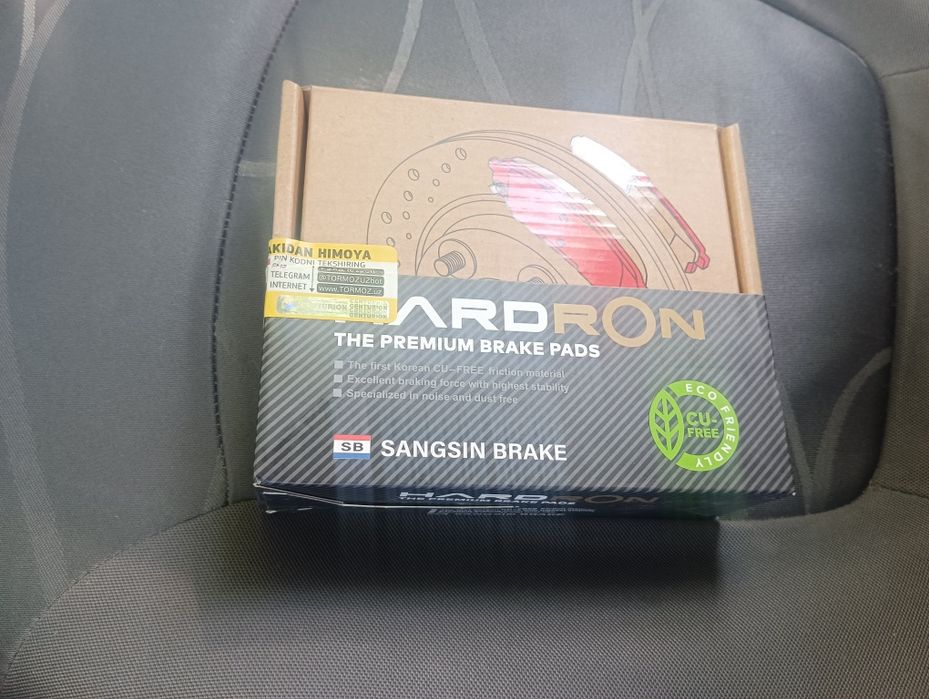 AKIDAN HIMOYA
PIN KODNI TEKSHIRING
TELEGRAM
@TORMOZUZbot
INTERNET
www.TORMOZ.uz
CENTURION
CENTURION
HARDRON
THE PREMIUM BRAKE PADS
The first Korean CU-FREE friction material
Excellent braking force with highest stability
Specialized in noise and dust free
ECO FRIENDLY
CU-
FREE
SB SANGSIN BRAKE
HARDRON
THE PREMIUM BRAKE PADS